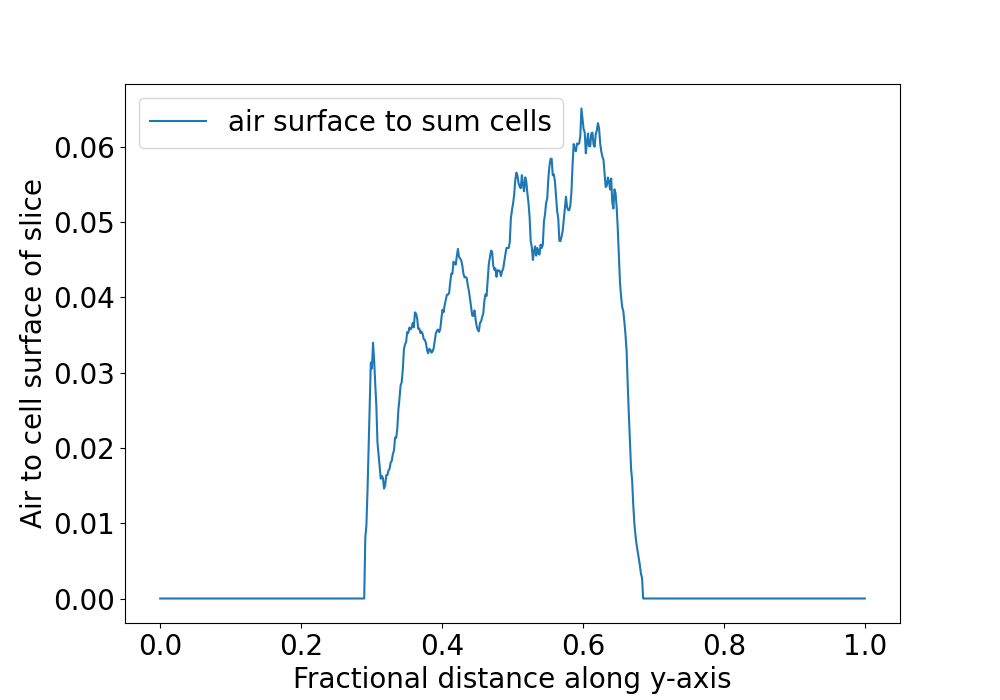 air surface to sum cells
Air to cell surface of slice
0.06
0.05
0.04
0.03
0.02
0.01
0.00
0.0 0.2 0.4 0.6 0.8 1.0
Fractional distance along y-axis